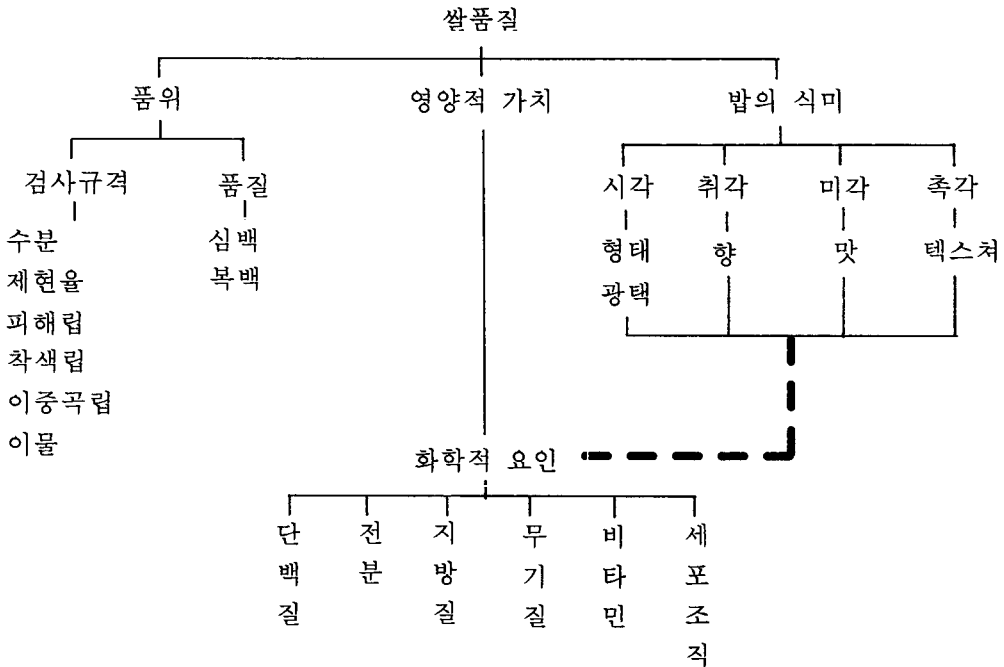 쌀품질
품위 영양적 가치 밥의 식미
검사규격 품질 시각 취각 미각 촉각
수분 심백 형태 향 맛 텍스쳐
제현율 복백 광택
피해립
착색립
이중곡립
이물
화학적 요인
단백질 전분 지방질 무기질 비타민 세포조직